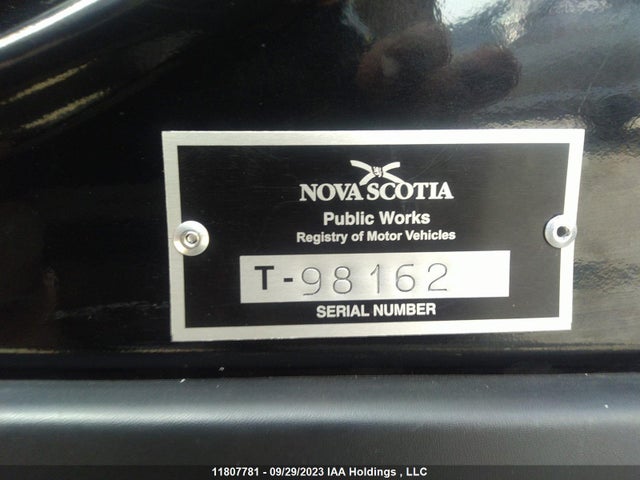 NOVA SCOTIA
Public Works
Registry of Motor Vehicles
T-98162
SERIAL NUMBER
11807781 - 09/29/2023 IAA Holdings , LLC